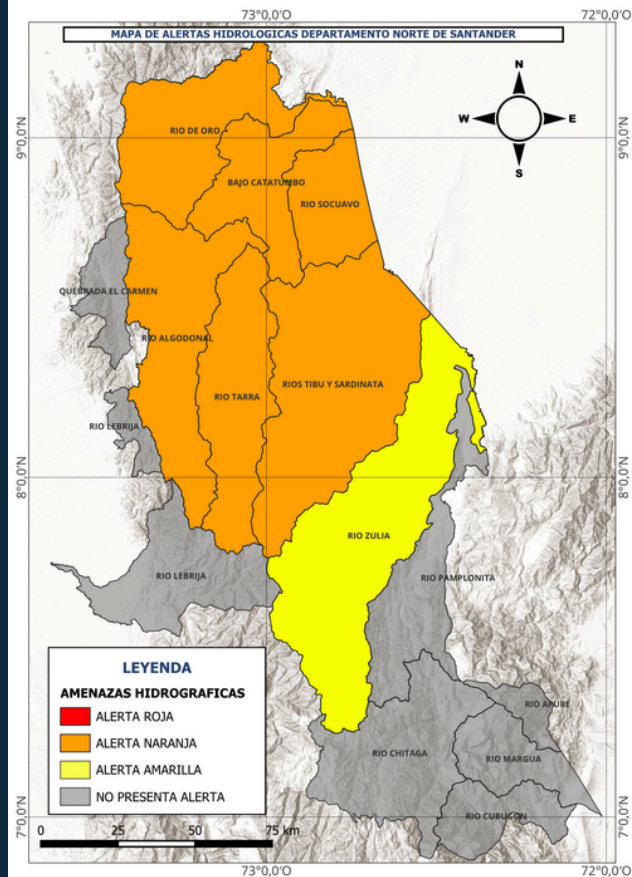 MAPA DE ALERTAS HIDROLOGICAS DEPARTAMENTO NORTE DE SANTANDER
73°0,0'O
72°0,0'O
N
W
E
S
9°0,0'N
9°0,0'N
RIO DE ORO
BAJO CATATUMBO
RIO SOCUAVO
QUEBRADA EL CARMEN
RIO ALGODONAL
RIO TARRA
RIOS TIBU Y SARDINATA
RIO LEBRIJA
8°0,0'N
8°0,0'N
RIO ZULIA
RIO LEBRIJA
RIO PAMPLONITA
LEYENDA
AMENAZAS HIDROGRAFICAS
ALERTA ROJA
ALERTA NARANJA
ALERTA AMARILLA
NO PRESENTA ALERTA
RIO APURE
RIO CHITAGA
RIO MARGUA
RIO CUBUGON
7°0,0'N
7°0,0'N
0 25 50 75 km
73°0,0'O
72°0,0'O